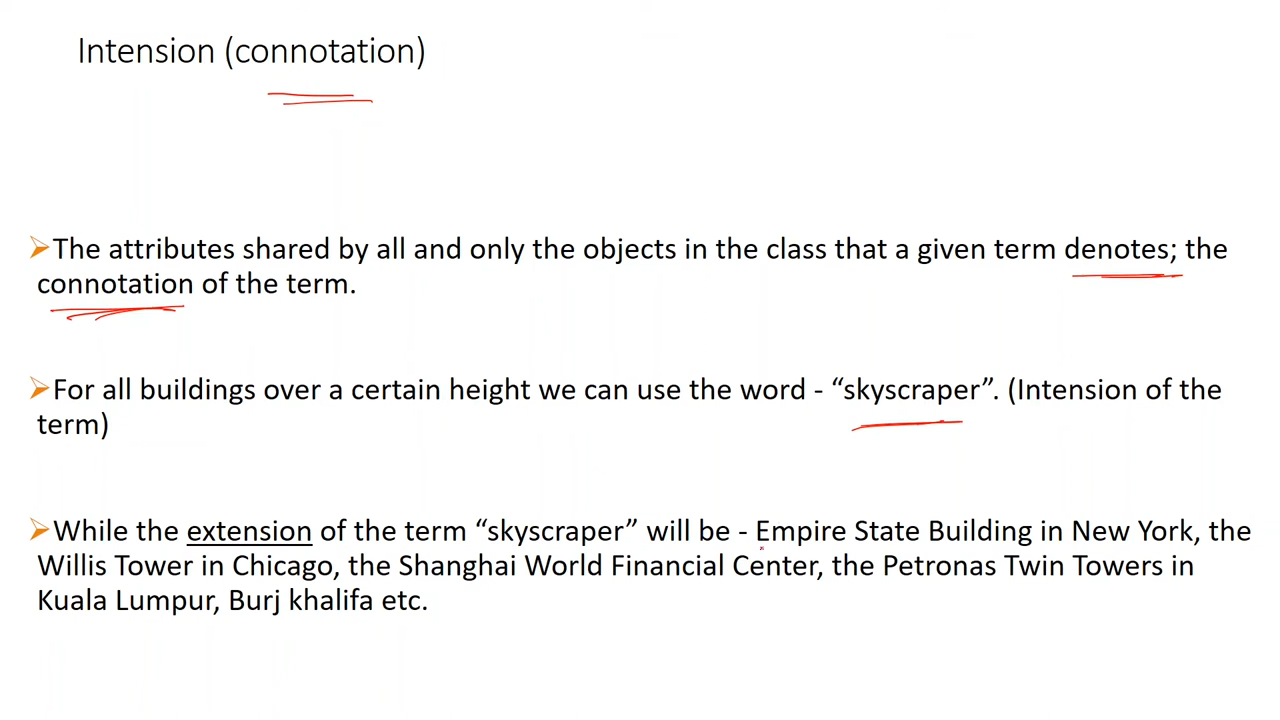 Intension (connotation)
➢The attributes shared by all and only the objects in the class that a given term denotes; the
connotation of the term.
➢For all buildings over a certain height we can use the word - “skyscraper”. (Intension of the
term)
➢While the extension of the term “skyscraper” will be - Empire State Building in New York, the
Willis Tower in Chicago, the Shanghai World Financial Center, the Petronas Twin Towers in
Kuala Lumpur, Burj khalifa etc.